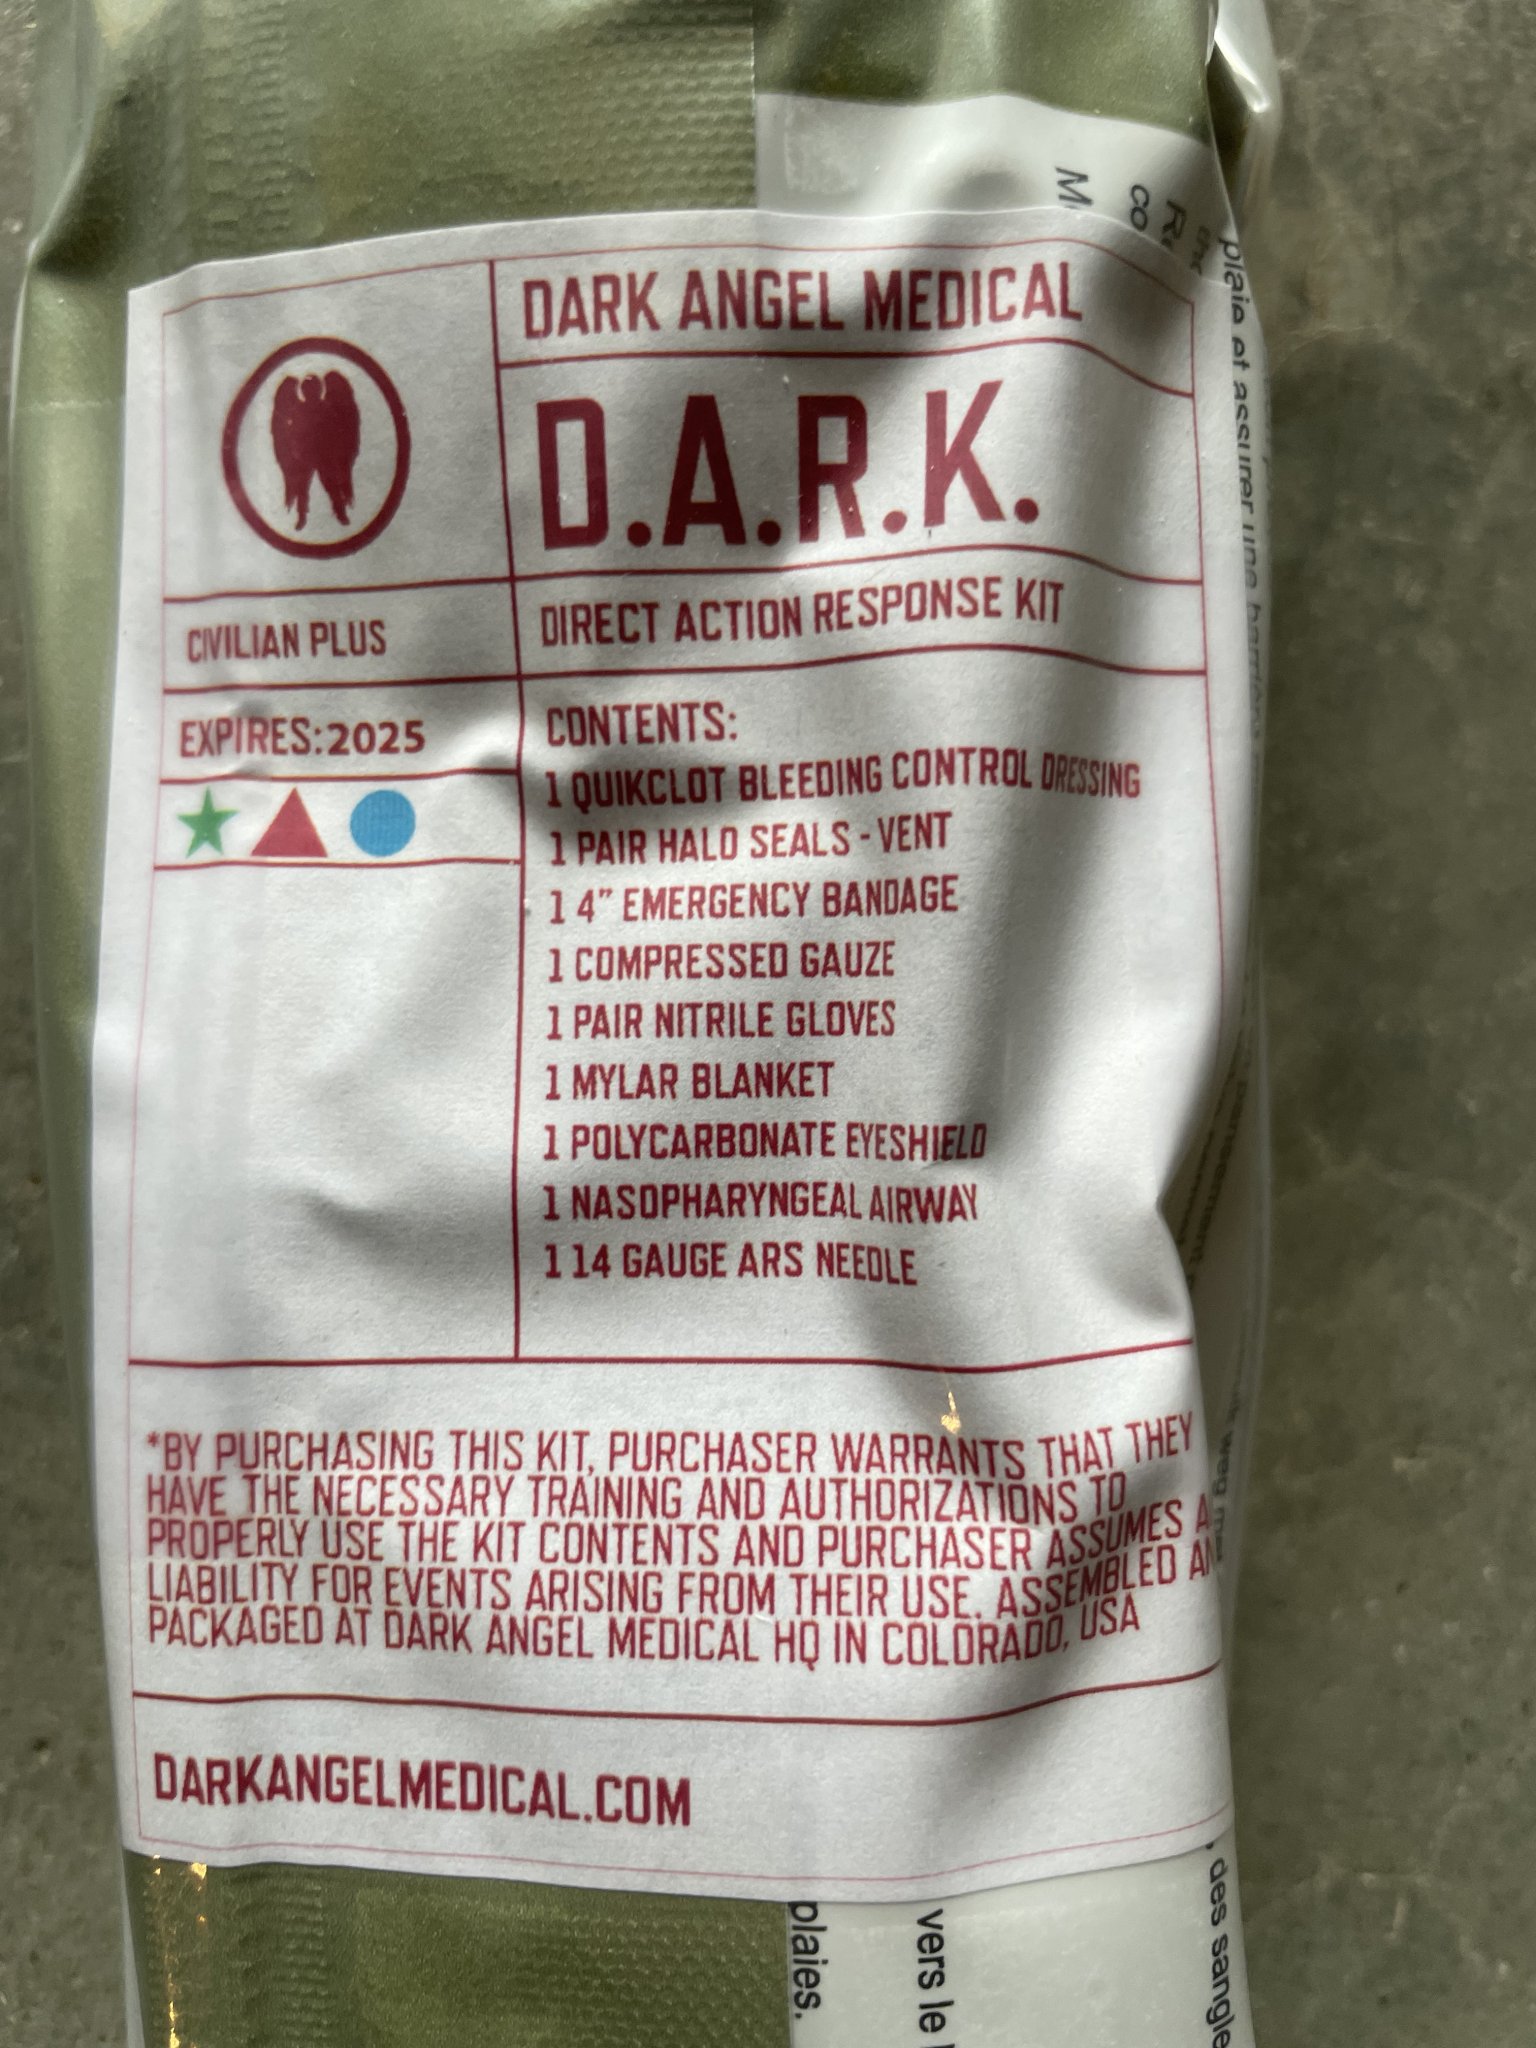 M
co
plaie et assurer une
DARK ANGEL MEDICAL
D.A.R.K.
CIVILIAN PLUS
DIRECT ACTION RESPONSE KIT
EXPIRES:2025
CONTENTS:
1 QUIKCLOT BLEEDING CONTROL DRESSING
1 PAIR HALO SEALS - VENT
1 4” EMERGENCY BANDAGE
1 COMPRESSED GAUZE
1 PAIR NITRILE GLOVES
1 MYLAR BLANKET
1 POLYCARBONATE EYESHIELD
1 NASOPHARYNGEAL AIRWAY
1 14 GAUGE ARS NEEDLE
*BY PURCHASING THIS KIT, PURCHASER WARRANTS THAT THEY
HAVE THE NECESSARY TRAINING AND AUTHORIZATIONS TO
PROPERLY USE THE KIT CONTENTS AND PURCHASER ASSUMES A
LIABILITY FOR EVENTS ARISING FROM THEIR USE. ASSEMBLED AN
PACKAGED AT DARK ANGEL MEDICAL HQ IN COLORADO, USA
DARKANGELMEDICAL.COM
plaies.
vers le
des sangle